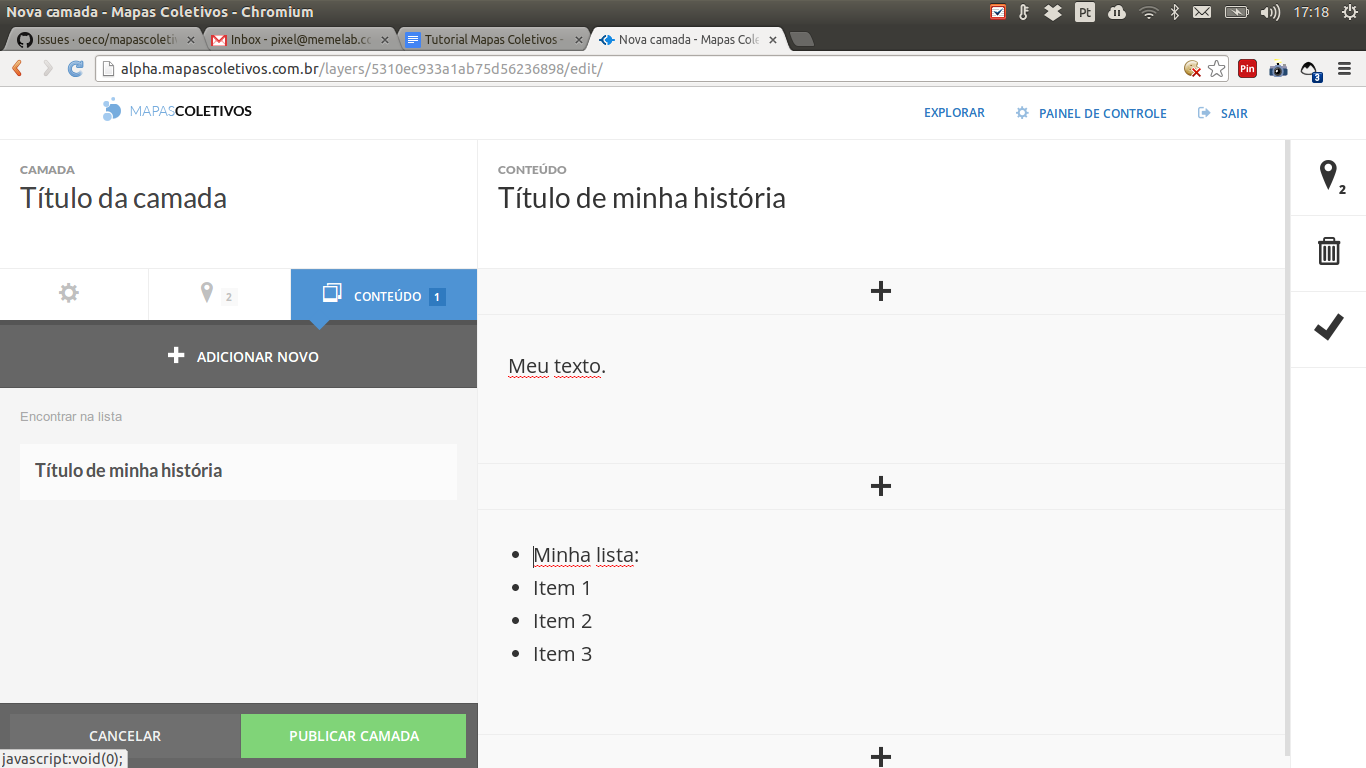 Nova camada - Mapas Coletivos - Chromium
Pt
17:18
Issues · oeco/mapascoletiv
Inbox - pixel@memelab.co
Tutorial Mapas Coletivos -
Nova camada - Mapas Cole
alpha.mapascoletivos.com.br/layers/5310ec933a1ab75d56236898/edit/
Pin
3
MAPASCOLETIVOS
EXPLORAR
PAINEL DE CONTROLE
SAIR
CAMADA
Título da camada
CONTEÚDO
Título de minha história
2
2
CONTEÚDO 1
ADICIONAR NOVO
Encontrar na lista
Título de minha história
Meu texto.
Minha lista:
Item 1
Item 2
Item 3
CANCELAR
PUBLICAR CAMADA
javascript:void(0);